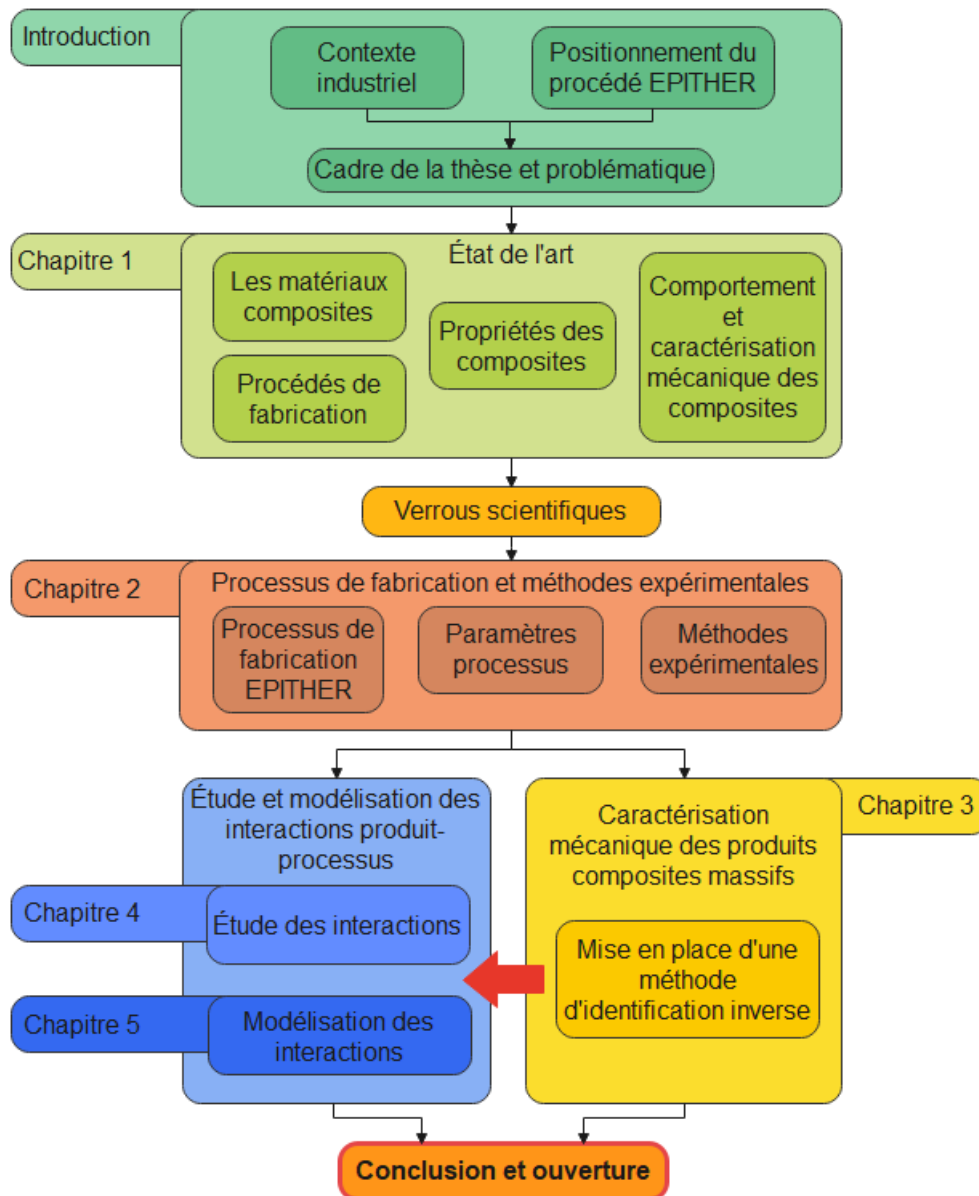 Introduction
Contexte
industriel
Positionnement du
procédé EPITHER
Cadre de la thèse et problématique
Chapitre 1
État de l'art
Les matériaux
composites
Procédés de
fabrication
Propriétés des
composites
Comportement
et
caractérisation
mécanique des
composites
Verrous scientifiques
Chapitre 2
Processus de fabrication et méthodes expérimentales
Processus de
fabrication
EPITHER
Paramètres
processus
Méthodes
expérimentales
Étude et modélisation des
interactions produit-
processus
Chapitre 4
Étude des interactions
Chapitre 5
Modélisation des
interactions
Chapitre 3
Caractérisation
mécanique des produits
composites massifs
Mise en place d'une
méthode
d'identification inverse
Conclusion et ouverture